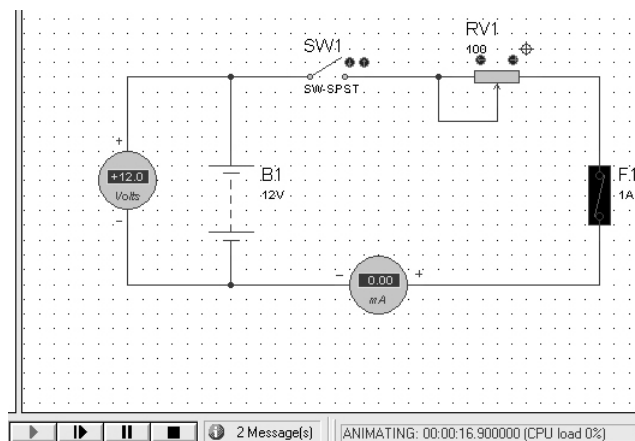 RV1
SW1
100
SW-SPST
+
+12.0
Volts
−
B1
12V
F1
1A
−
0.00
mA
+
2 Message(s)
ANIMATING: 00:00:16.900000 (CPU load 0%)